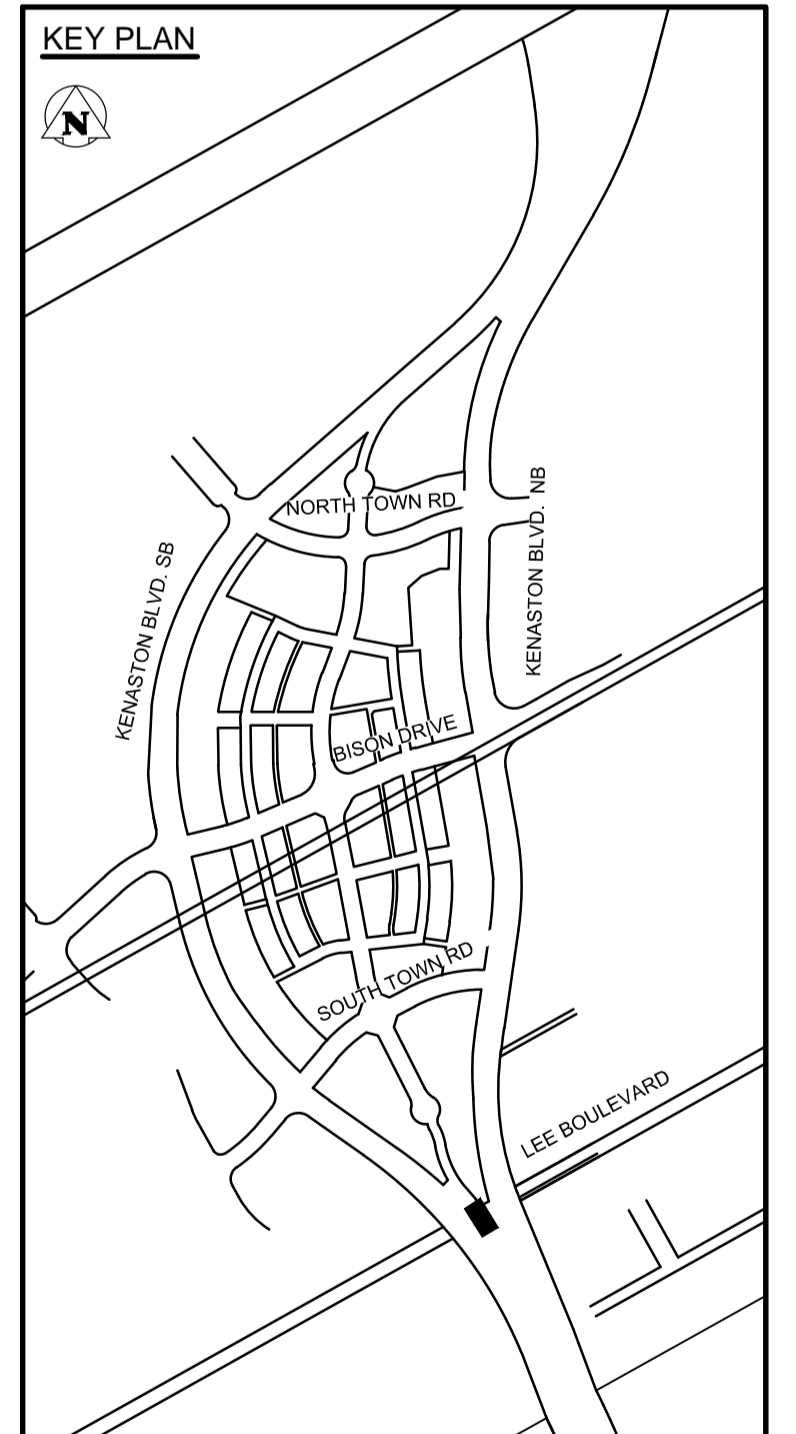 KEY PLAN
N
NORTH TOWN RD
KENASTON BLVD. NB
KENASTON BLVD. SB
BISON DRIVE
SOUTH TOWN RD
LEE BOULEVARD